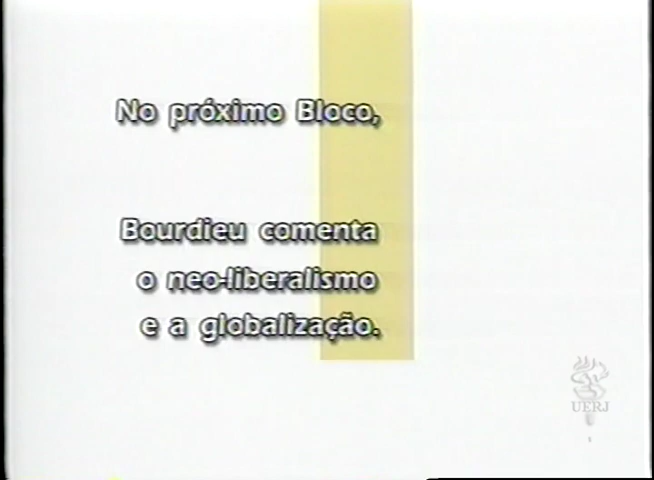 No próximo Bloco,
Bourdieu comenta
o neo-liberalismo
e a globalização.
UERJ